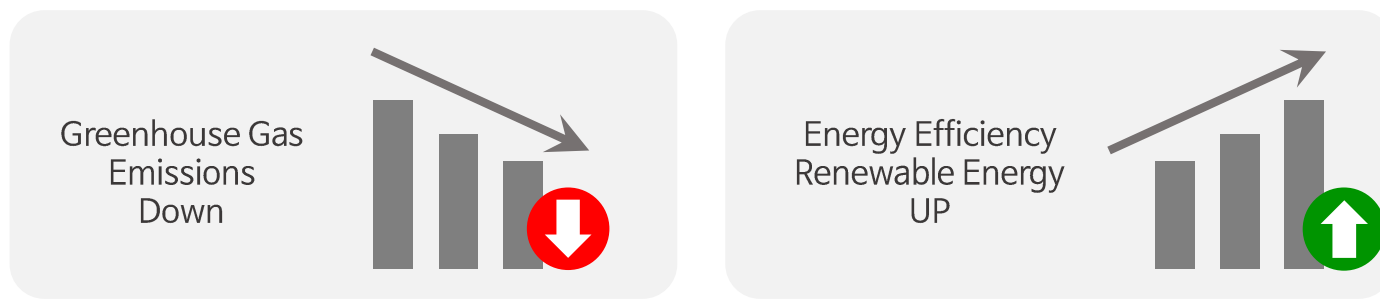 Greenhouse Gas
Emissions
Down
Energy Efficiency
Renewable Energy
UP